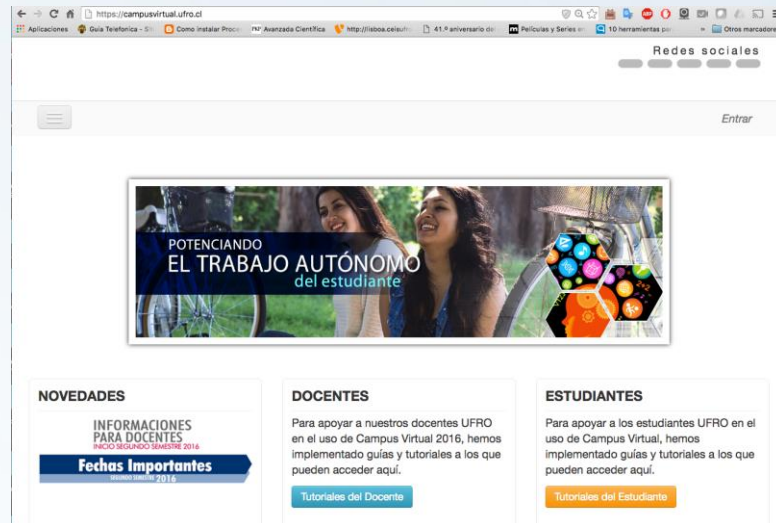 https://campusvirtual.ufro.cl
Aplicaciones Guia Telefonica - Como instalar Proce Avanzada Científica http://lisboa.ceisufro 41.º aniversario de Películas y Series en 10 herramientas pa » Otros marcadores
Redes sociales
Entrar
POTENCIANDO
EL TRABAJO AUTÓNOMO
del estudiante
NOVEDADES
INFORMACIONES
PARA DOCENTES
INICIO SEGUNDO SEMESTRE 2016
Fechas Importantes
SEGUNDO SEMESTRE 2016
DOCENTES
Para apoyar a nuestros docentes UFRO
en el uso de Campus Virtual 2016, hemos
implementado guías y tutoriales a los que
pueden acceder aquí.
Tutoriales del Docente
ESTUDIANTES
Para apoyar a los estudiantes UFRO en el
uso de Campus Virtual, hemos
implementado guías y tutoriales a los que
pueden acceder aquí.
Tutoriales del Estudiante